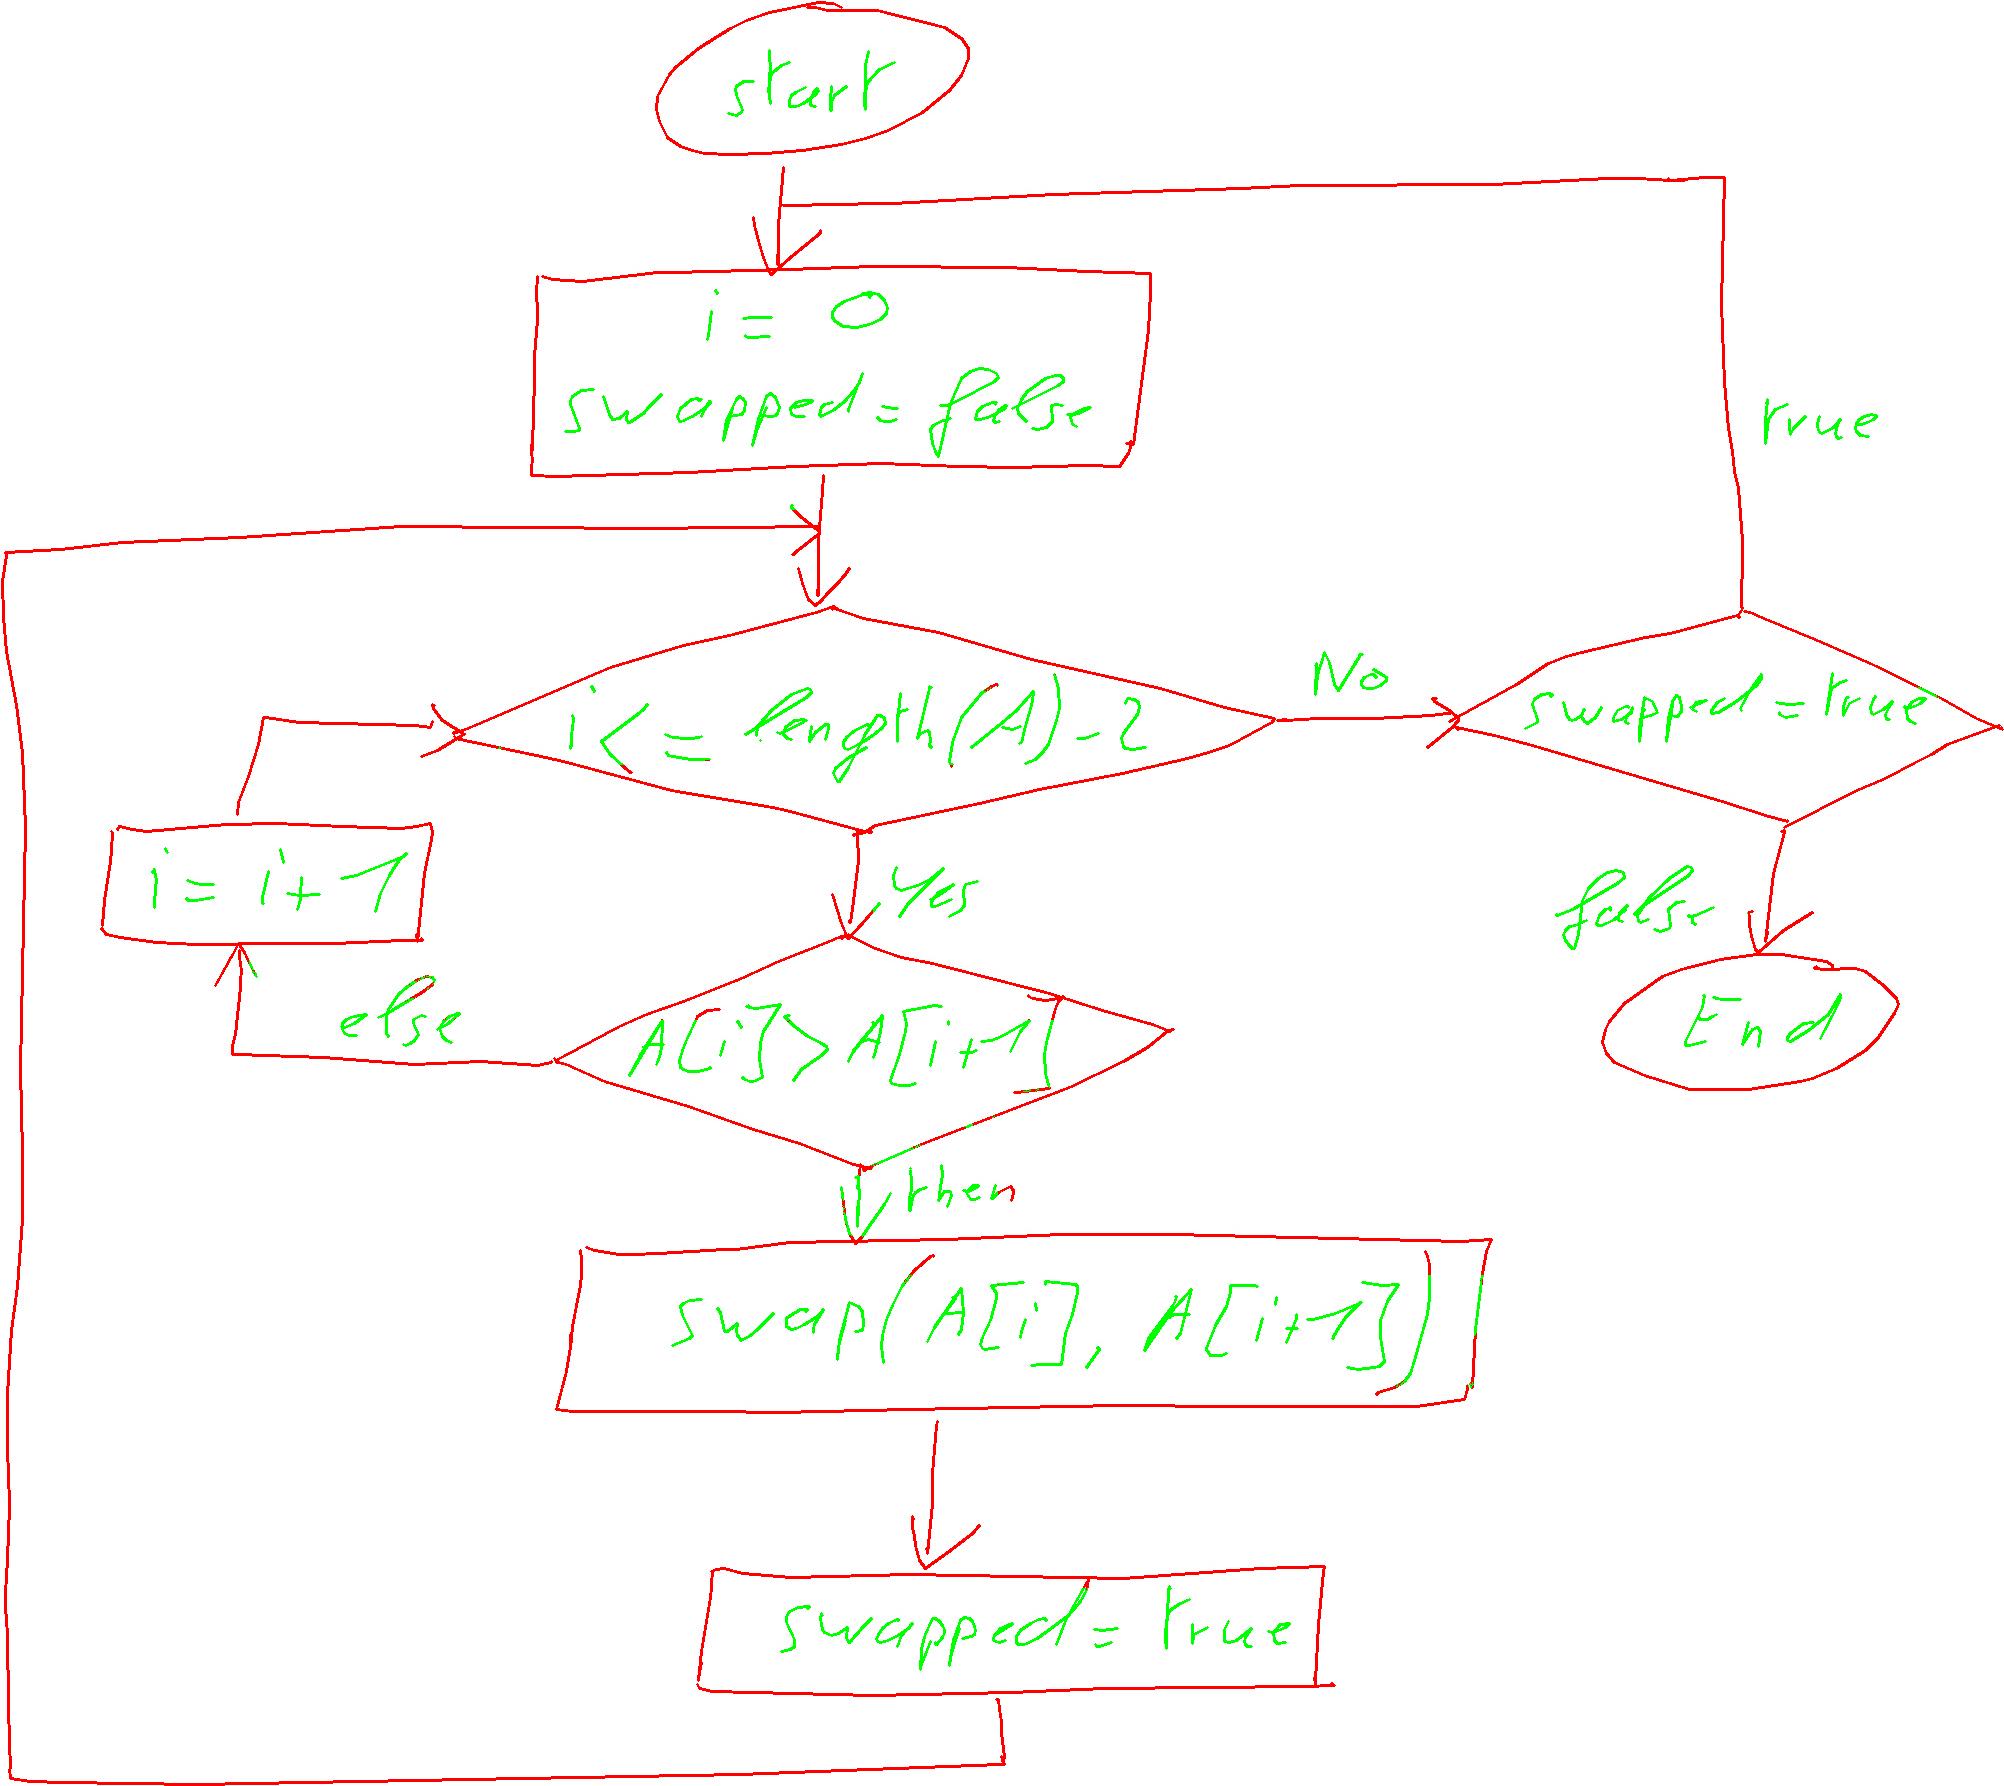 start
i = 0
swapped = false
true
i <= length(A) - 2
No
swapped = true
i = i + 1
Yes
false
else
A[i] > A[i+1]
End
then
swap(A[i], A[i+1])
swapped = true